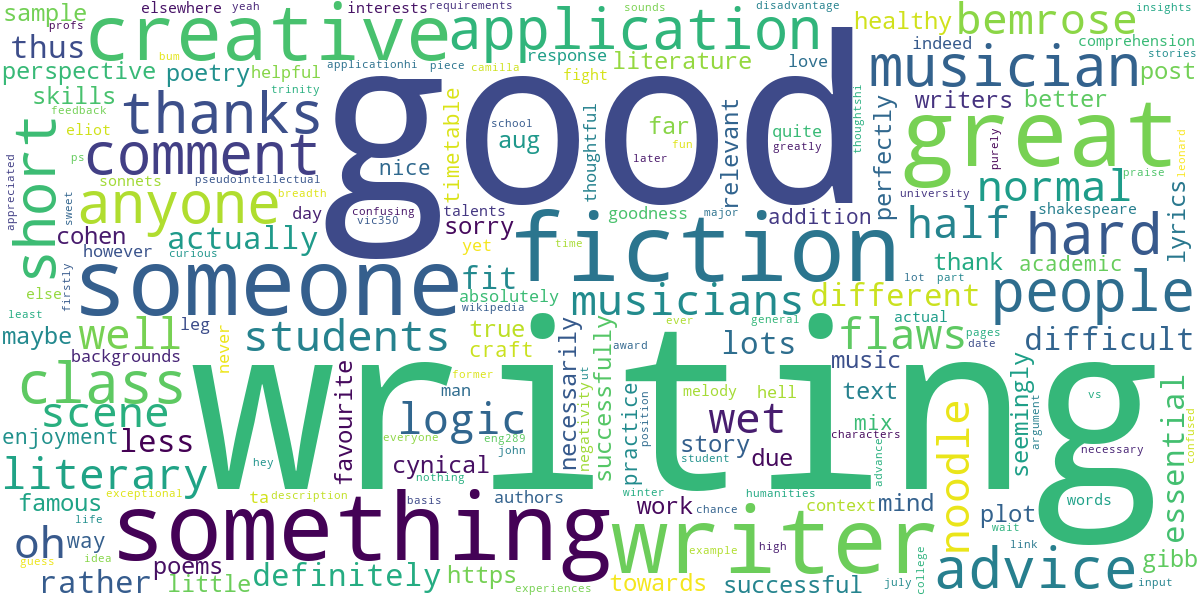 sample elsewhere yeah interests requirements sounds disadvantage insights
profs creative application healthy bemrose
thus bum applicationhi piece camilla response literature love indeed comprehension
perspective poetry helpful fight musician post stories
skills trinity thanks good timetable school aug thoughtful far relevant quite thoughtshi writers better
feedback eliot fun greatly perfectly great purely leonard
short ps comment nice later praise
appreciated sonnets pseudointellectual university normal
sweet anyone breadth day confusing vic350 talents goodness major addition half shakespeare hard lyrics
cohen actually sorry yet time fiction thank academic
however curious
else firstly someone fit absolutely wikipedia musicians different lot part people
least leg ever general actual pages
maybe well students true necessarily successfully award lots music flaws date difficult
backgrounds never craft
class favourite former man melody hell text seemingly argument essential
scene logic writing ut negativity practice position wet characters mix noodle vs confused
enjoyment less everyone eng289 john story due advance necessary
hey cynical nothing student
literary famous exceptional ta description basis authors winter humanities context mind words
life something work chance plot wait
oh way writer example high link
guess idea poems july college advice gibb
rather little definitely https experiences towards successful input